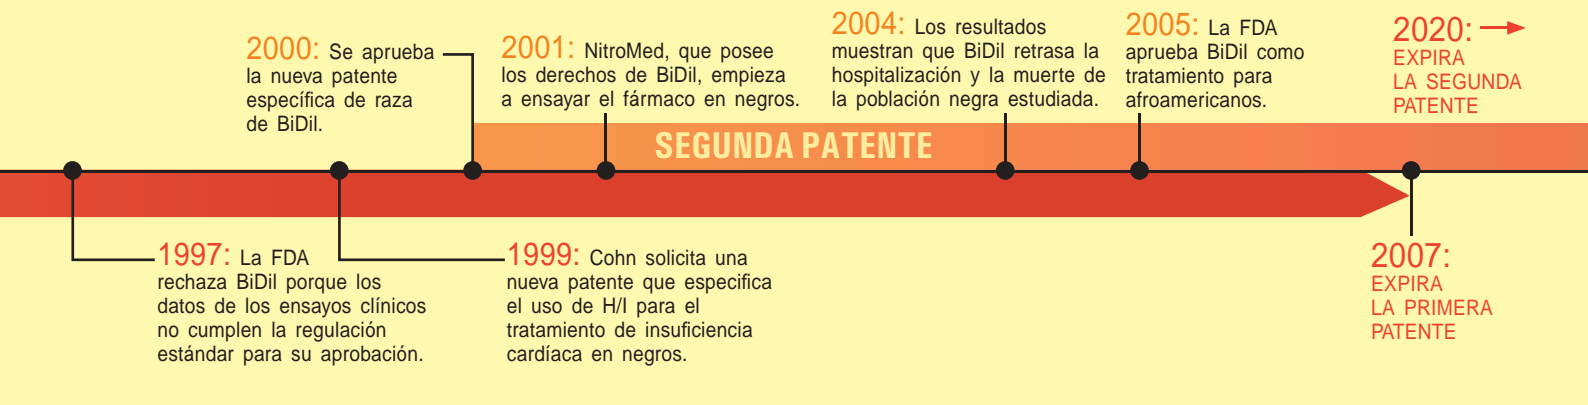 2000: Se aprueba
la nueva patente
específica de raza
de BiDil.
2001: NitroMed, que posee
los derechos de BiDil, empieza
a ensayar el fármaco en negros.
2004: Los resultados
muestran que BiDil retrasa la
hospitalización y la muerte de
la población negra estudiada.
2005: La FDA
aprueba BiDil como
tratamiento para
afroamericanos.
2020:
EXPIRA
LA SEGUNDA
PATENTE
SEGUNDA PATENTE
1997: La FDA
rechaza BiDil porque los
datos de los ensayos clínicos
no cumplen la regulación
estándar para su aprobación.
1999: Cohn solicita una
nueva patente que especifica
el uso de H/I para el
tratamiento de insuficiencia
cardíaca en negros.
2007:
EXPIRA
LA PRIMERA
PATENTE